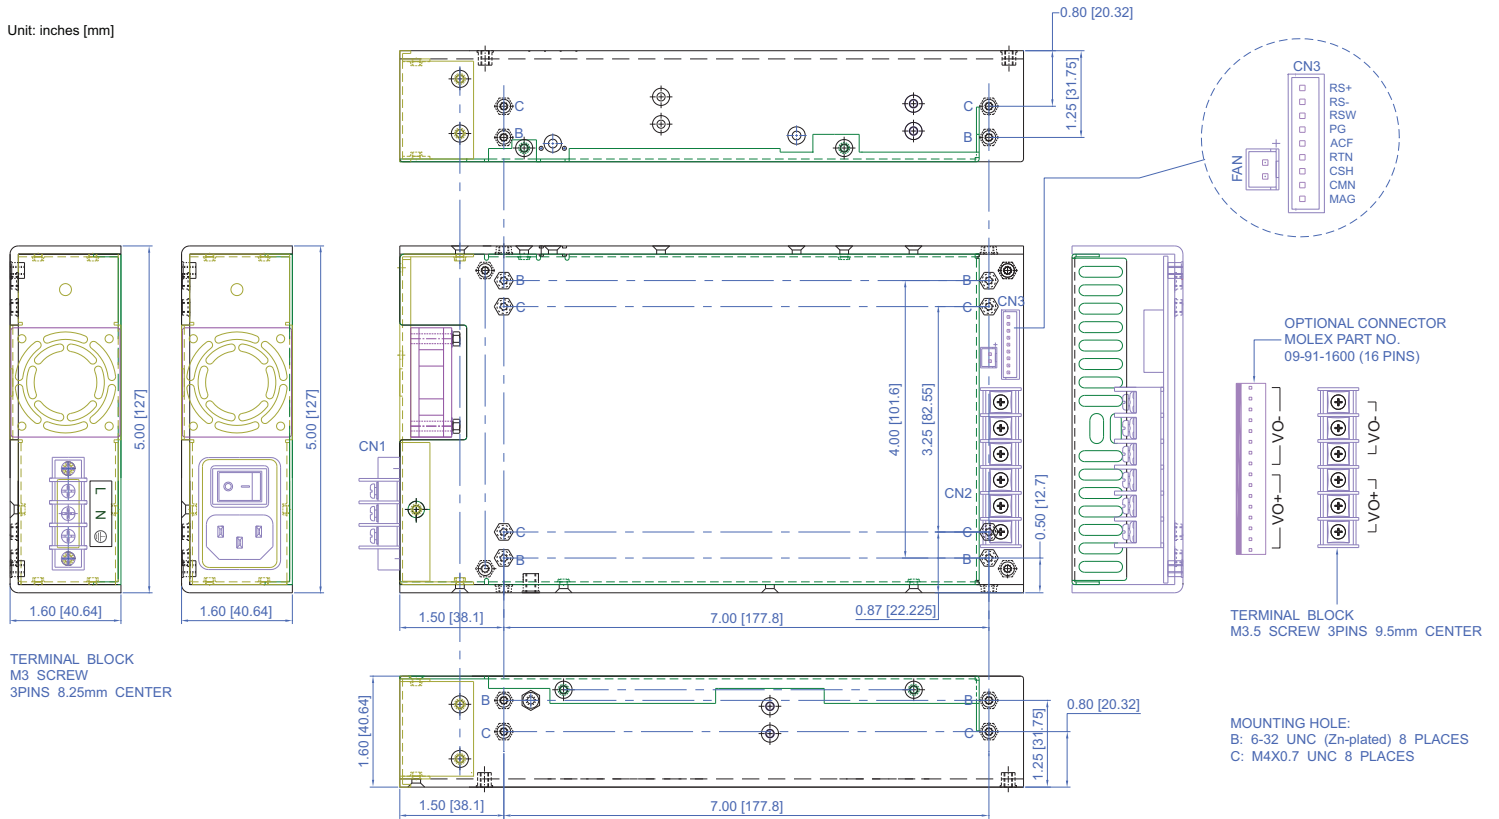 Unit: inches [mm]
0.80 [20.32]
1.25 [31.75]
C
B
C
B
CN3
RS+
RS-
RSW
PG
ACF
RTN
CSH
CMN
MAG
FAN
+
5.00 [127]
L
N
1.60 [40.64]
TERMINAL BLOCK
M3 SCREW
3PINS 8.25mm CENTER
5.00 [127]
1.60 [40.64]
CN1
B
C
B
C
CN3
+
4.00 [101.6]
3.25 [82.55]
CN2
0.50 [12.7]
C
B
C
B
0.87 [22.225]
1.50 [38.1]
7.00 [177.8]
OPTIONAL CONNECTOR
MOLEX PART NO.
09-91-1600 (16 PINS)
VO-
VO+
VO-
VO+
TERMINAL BLOCK
M3.5 SCREW 3PINS 9.5mm CENTER
1.60 [40.64]
B
C
B
C
1.25 [31.75]
0.80 [20.32]
1.50 [38.1]
7.00 [177.8]
MOUNTING HOLE:
B: 6-32 UNC (Zn-plated) 8 PLACES
C: M4X0.7 UNC 8 PLACES